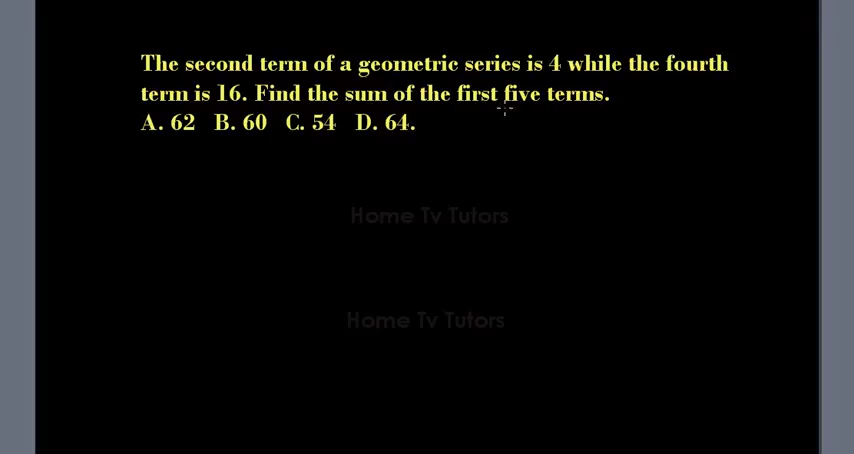 The second term of a geometric series is 4 while the fourth
term is 16. Find the sum of the first five terms.
A. 62 B. 60 C. 54 D. 64.
Home Tv Tutors
Home Tv Tutors